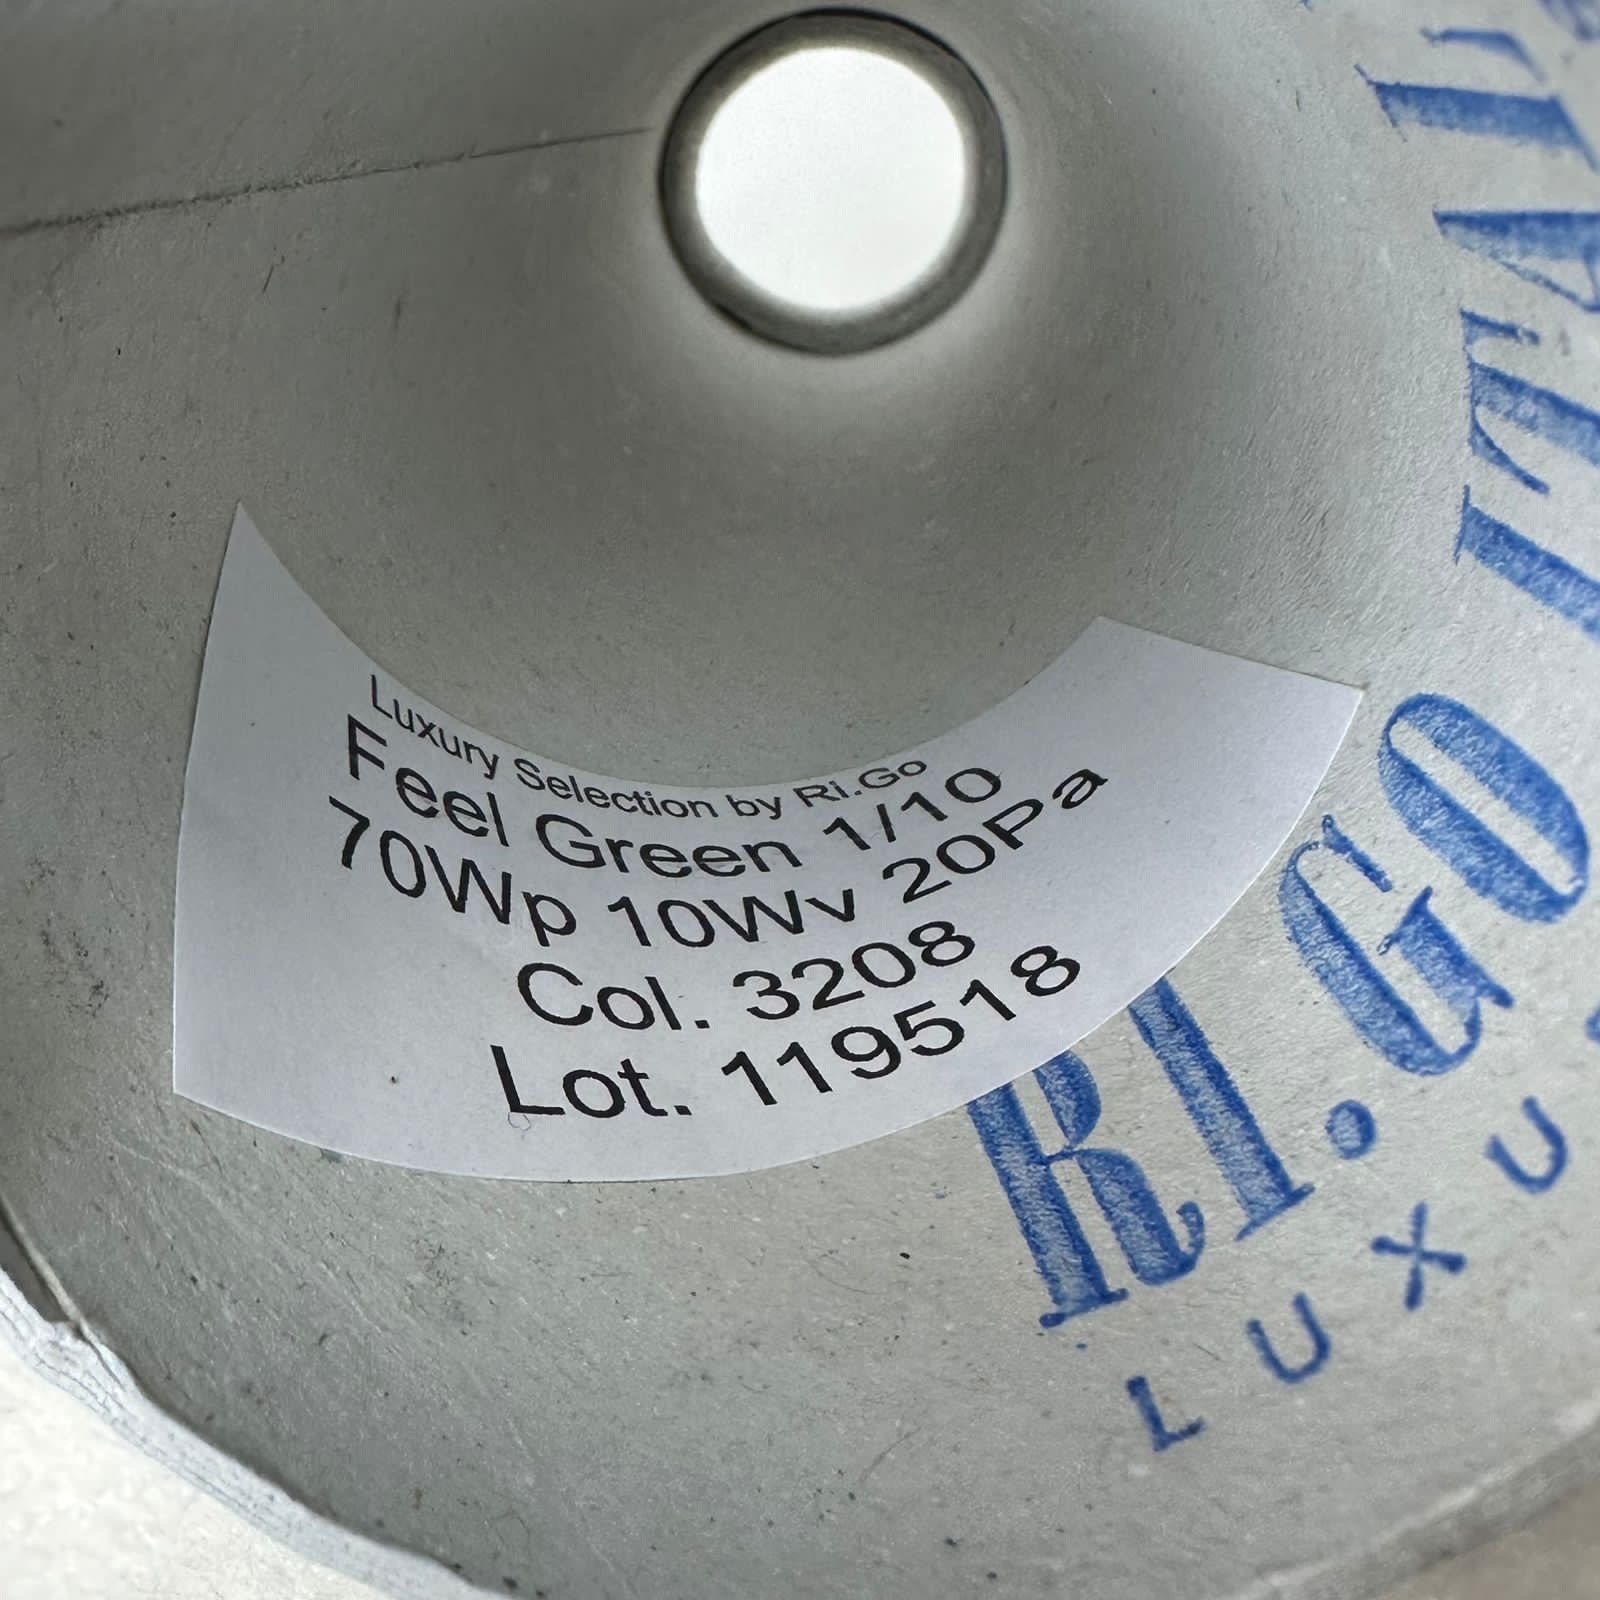 Luxury Selection by Ri.Go
Feel Green 1/10
70Wp 10Wv 20Pa
Col. 3208
Lot. 119518
RI.GO ITAL
LUXU